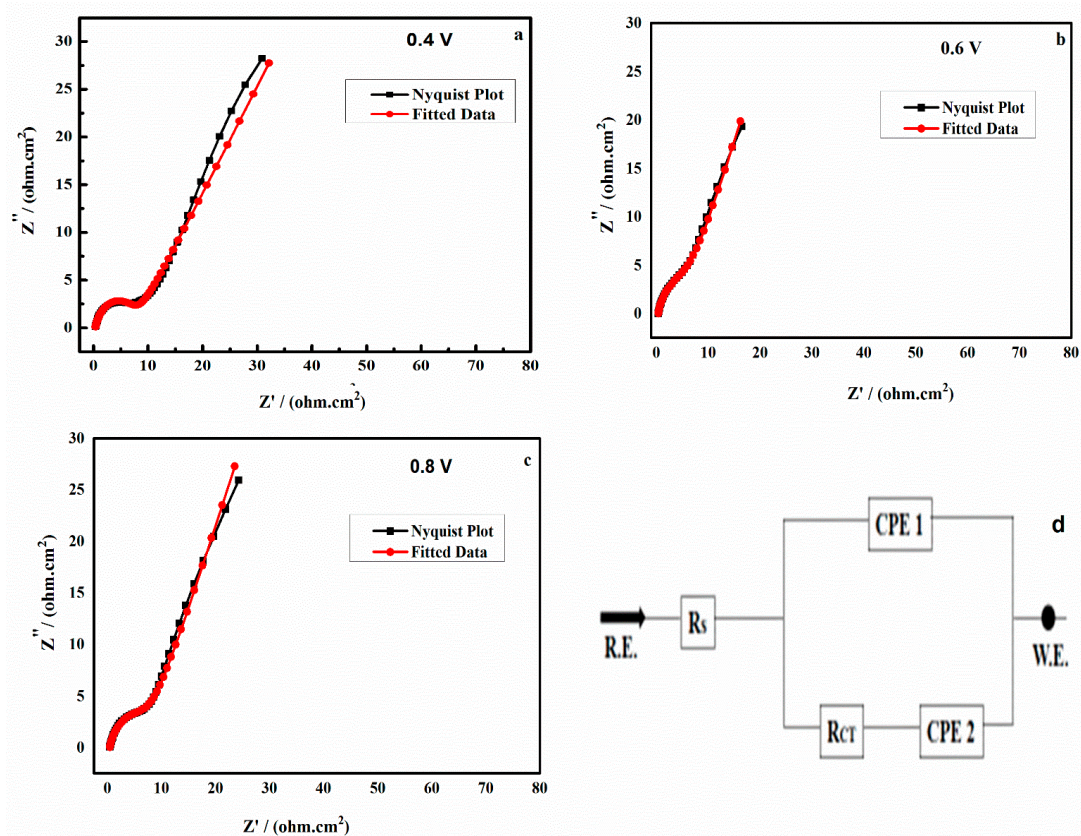 0.4 V
a
30
25
20
15
10
5
0
Nyquist Plot
Fitted Data
Z'' / (ohm.cm²)
0 10 20 30 40 50 60 70 80
Z' / (ohm.cm²)
0.6 V
b
30
25
20
15
10
5
0
Nyquist Plot
Fitted Data
Z'' / (ohm.cm²)
0 10 20 30 40 50 60 70 80
Z' / (ohm.cm²)
0.8 V
c
30
25
20
15
10
5
0
Nyquist Plot
Fitted Data
Z'' / (ohm.cm²)
0 10 20 30 40 50 60 70 80
Z' / (ohm.cm²)
d
CPE 1
R.E.
Rs
W.E.
RCT
CPE 2